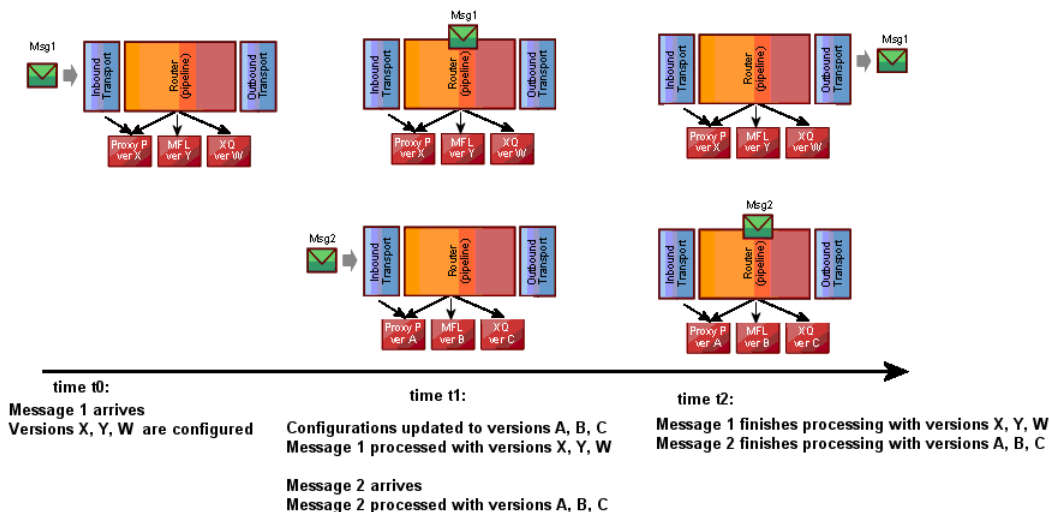 Msg1
Inbound
Transport
Router
(pipeline)
Outbound
Transport
Proxy P
ver X
MFL
ver Y
XQ
ver W
Msg1
Inbound
Transport
Router
(pipeline)
Outbound
Transport
Proxy P
ver X
MFL
ver Y
XQ
ver W
Msg1
Inbound
Transport
Router
(pipeline)
Outbound
Transport
Proxy P
ver X
MFL
ver Y
XQ
ver W
Msg2
Inbound
Transport
Router
(pipeline)
Outbound
Transport
Proxy P
ver A
MFL
ver B
XQ
ver C
Msg2
Inbound
Transport
Router
(pipeline)
Outbound
Transport
Proxy P
ver A
MFL
ver B
XQ
ver C
time t0:
Message 1 arrives
Versions X, Y, W are configured
time t1:
Configurations updated to versions A, B, C
Message 1 processed with versions X, Y, W
Message 2 arrives
Message 2 processed with versions A, B, C
time t2:
Message 1 finishes processing with versions X, Y, W
Message 2 finishes processing with versions A, B, C